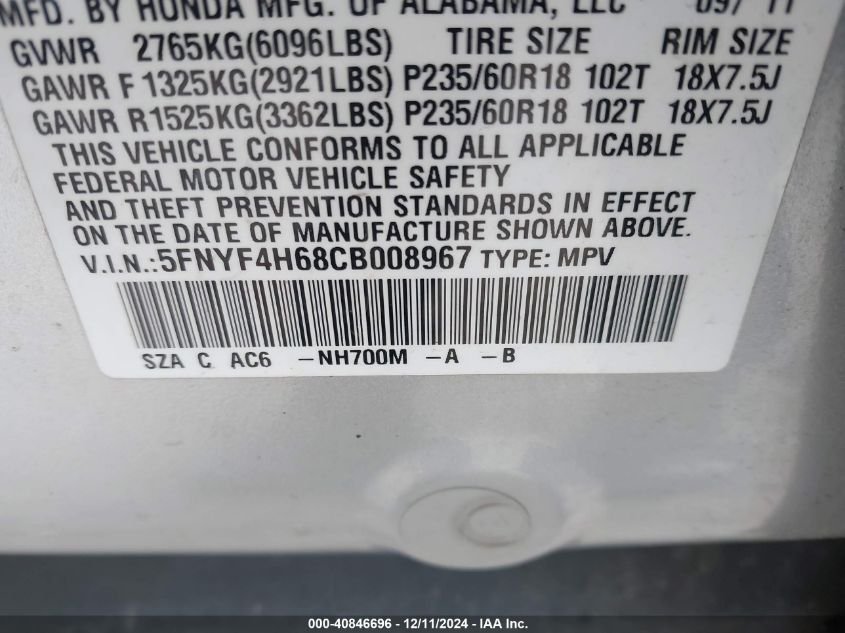 MFD. BY HONDA MFG. OF ALABAMA, LLC 09/11
GVWR 2765KG(6096LBS) TIRE SIZE RIM SIZE
GAWR F 1325KG(2921LBS) P235/60R18 102T 18X7.5J
GAWR R1525KG(3362LBS) P235/60R18 102T 18X7.5J
THIS VEHICLE CONFORMS TO ALL APPLICABLE
FEDERAL MOTOR VEHICLE SAFETY
AND THEFT PREVENTION STANDARDS IN EFFECT
ON THE DATE OF MANUFACTURE SHOWN ABOVE.
V.I.N.:5FNYF4H68CB008967 TYPE: MPV
SZA C AC6 -NH700M -A -B
000-40846696 - 12/11/2024 - IAA Inc.